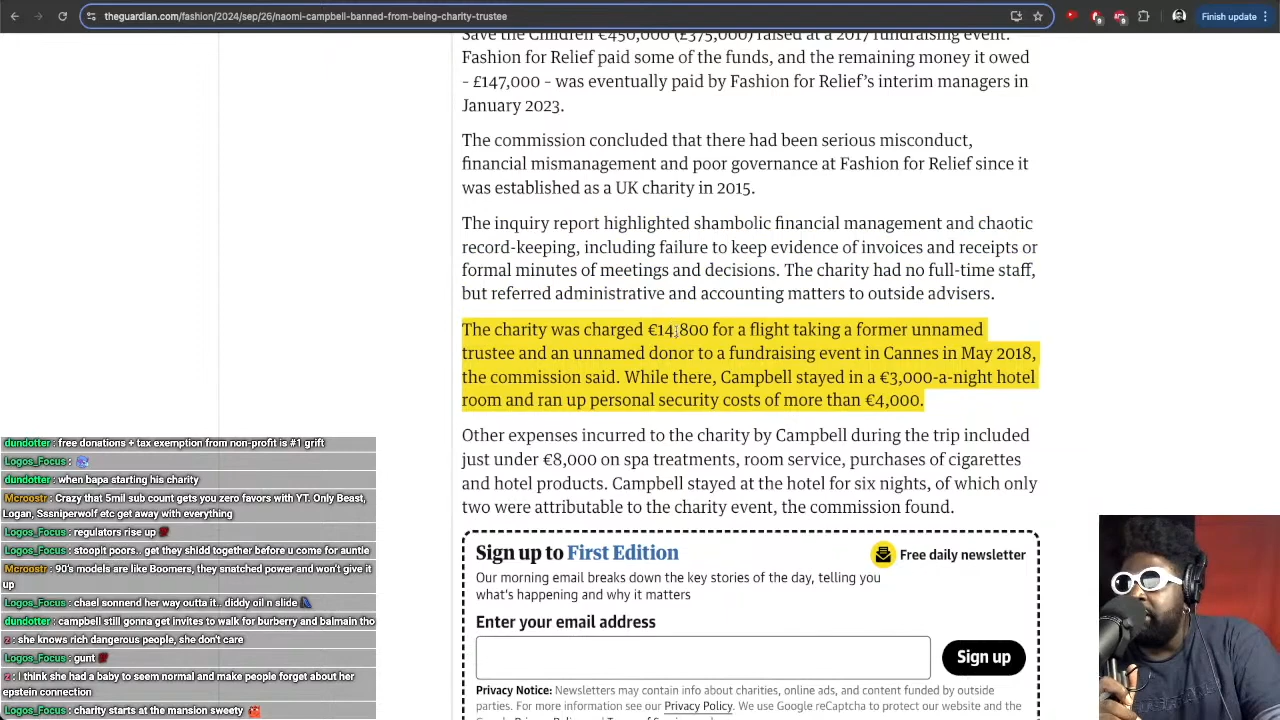 theguardian.com/fashion/2024/sep/26/naomi-campbell-banned-from-being-charity-trustee
Finish update
Save the Children €450,000 (£375,000) raised at a 2017 fundraising event.
Fashion for Relief paid some of the funds, and the remaining money it owed
- £147,000 - was eventually paid by Fashion for Relief’s interim managers in
January 2023.
The commission concluded that there had been serious misconduct,
financial mismanagement and poor governance at Fashion for Relief since it
was established as a UK charity in 2015.
The inquiry report highlighted shambolic financial management and chaotic
record-keeping, including failure to keep evidence of invoices and receipts or
formal minutes of meetings and decisions. The charity had no full-time staff,
but referred administrative and accounting matters to outside advisers.
The charity was charged €14,800 for a flight taking a former unnamed
trustee and an unnamed donor to a fundraising event in Cannes in May 2018,
the commission said. While there, Campbell stayed in a €3,000-a-night hotel
room and ran up personal security costs of more than €4,000.
Other expenses incurred to the charity by Campbell during the trip included
just under €8,000 on spa treatments, room service, purchases of cigarettes
and hotel products. Campbell stayed at the hotel for six nights, of which only
two were attributable to the charity event, the commission found.
Sign up to First Edition
Free daily newsletter
Our morning email breaks down the key stories of the day, telling you
what's happening and why it matters
Enter your email address
Sign up
Privacy Notice: Newsletters may contain info about charities, online ads, and content funded by outside
parties. For more information see our Privacy Policy. We use Google reCaptcha to protect our website and the
dundotter : free donations + tax exemption from non-profit is #1 grift
Logos_Focus :
dundotter : when bapa starting his charity
Mcroostr : Crazy that 5mil sub count gets you zero favors with YT. Only Beast,
Logan, Sssniperwolf etc get away with everything
Logos_Focus : regulators rise up
Logos_Focus : stoopit poors.. get they shidd together before u come for auntle
Mcroostr : 90's models are like Boomers, they snatched power and won't give it
up
Logos_Focus : chael sonnend her way outta it.. diddy oil n slide
dundotter : campbell still gonna get invites to walk for burberry and balmain tho
z : she knows rich dangerous people, she don't care
Logos_Focus : gunt
z : I think she had a baby to seem normal and make people forget about her
epstein connection
Logos_Focus : charity starts at the mansion sweety